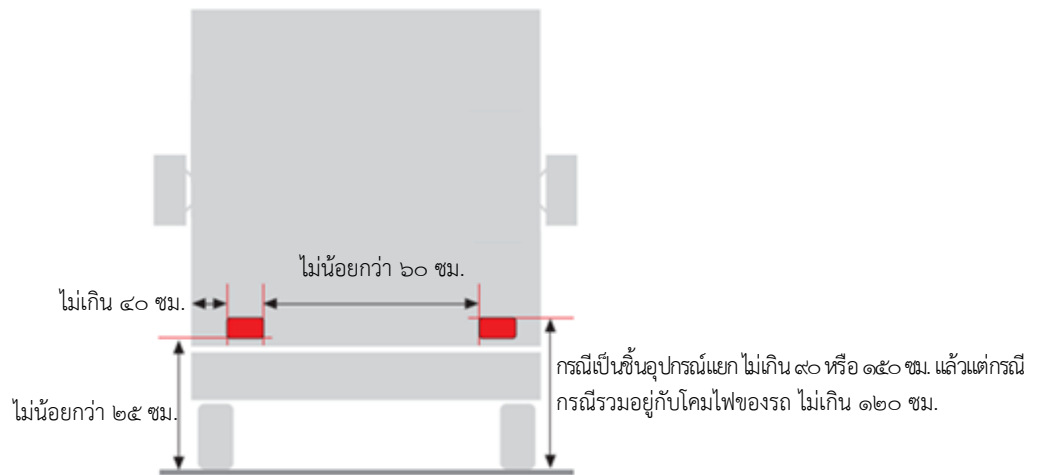 ไม่น้อยกว่า ๖๐ ซม.
ไม่เกิน ๔๐ ซม.
กรณีเป็นชิ้นอุปกรณ์แยก ไม่เกิน ๙๐ หรือ ๑๕๐ ซม. แล้วแต่กรณี
กรณีรวมอยู่กับโคมไฟของรถ ไม่เกิน ๑๒๐ ซม.
ไม่น้อยกว่า ๒๕ ซม.